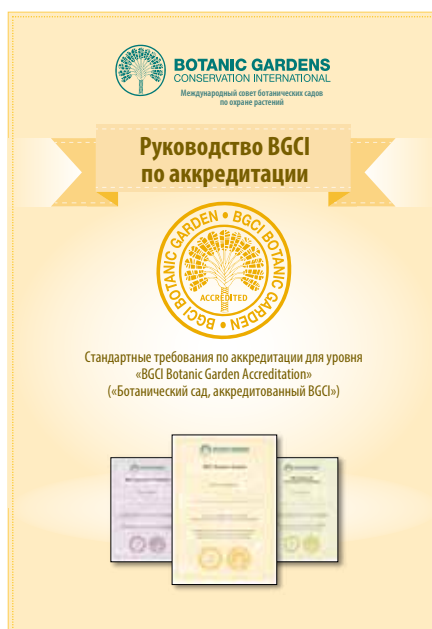 BOTANIC GARDENS
CONSERVATION INTERNATIONAL
Международный совет ботанических садов
по охране растений
Руководство BGCI
по аккредитации
BGCI BOTANIC GARDEN • BGCI BOTANIC GARDEN •
ACCREDITED
Стандартные требования по аккредитации для уровня
«BGCI Botanic Garden Accreditation»
(«Ботанический сад, аккредитованный BGCI»)